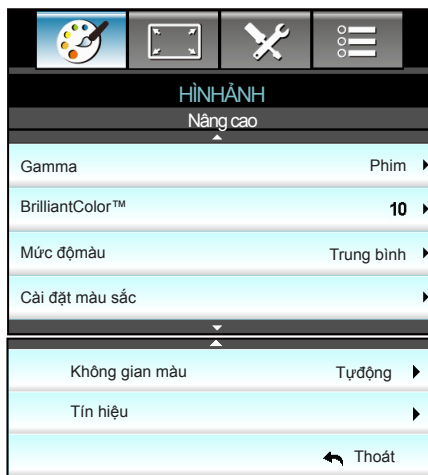 HÌNHẢNH
Nâng cao
Gamma Phim
BrilliantColor™ 10
Mức độmàu Trung bình
Cài đặt màu sắc
Không gian màu Tựđộng
Tín hiệu
Thoát